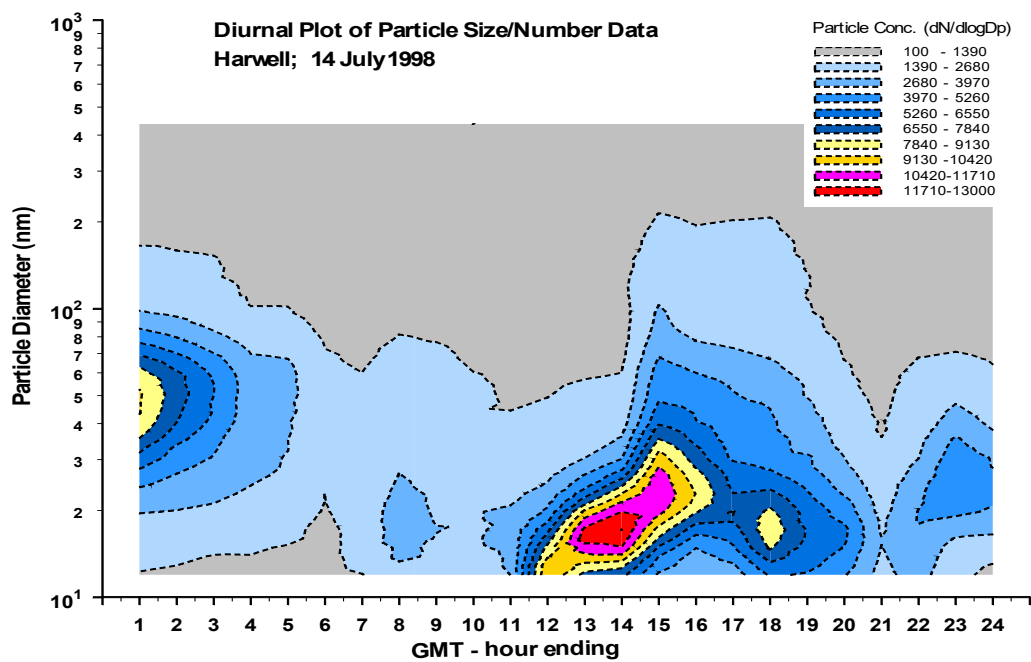 Diurnal Plot of Particle Size/Number Data
Harwell; 14 July 1998
Particle Conc. (dN/dlogDp)
100 - 1390
1390 - 2680
2680 - 3970
3970 - 5260
5260 - 6550
6550 - 7840
7840 - 9130
9130 -10420
10420-11710
11710-13000
Particle Diameter (nm)
10³
9
8
7
6
5
4
3
2
10²
9
8
7
6
5
4
3
2
10¹
1 2 3 4 5 6 7 8 9 10 11 12 13 14 15 16 17 18 19 20 21 22 23 24
GMT - hour ending